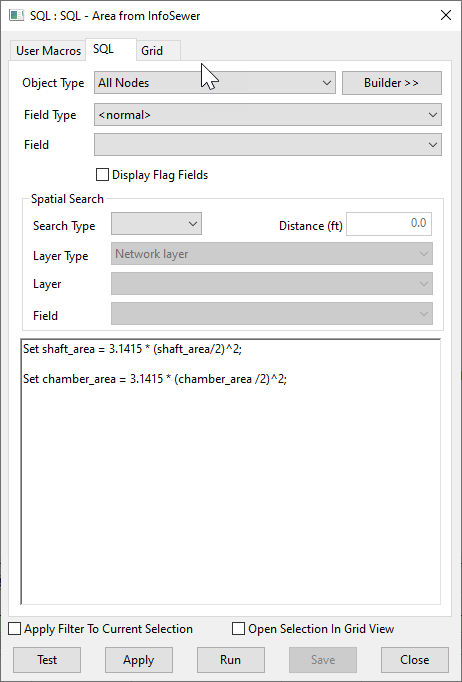 SQL : SQL - Area from InfoSewer
User Macros SQL Grid
Object Type All Nodes Builder >>
Field Type <normal>
Field
Display Flag Fields
Spatial Search
Search Type Distance (ft) 0.0
Layer Type Network layer
Layer
Field
Set shaft_area = 3.1415 * (shaft_area/2)^2;
Set chamber_area = 3.1415 * (chamber_area /2)^2;
Apply Filter To Current Selection Open Selection In Grid View
Test Apply Run Save Close